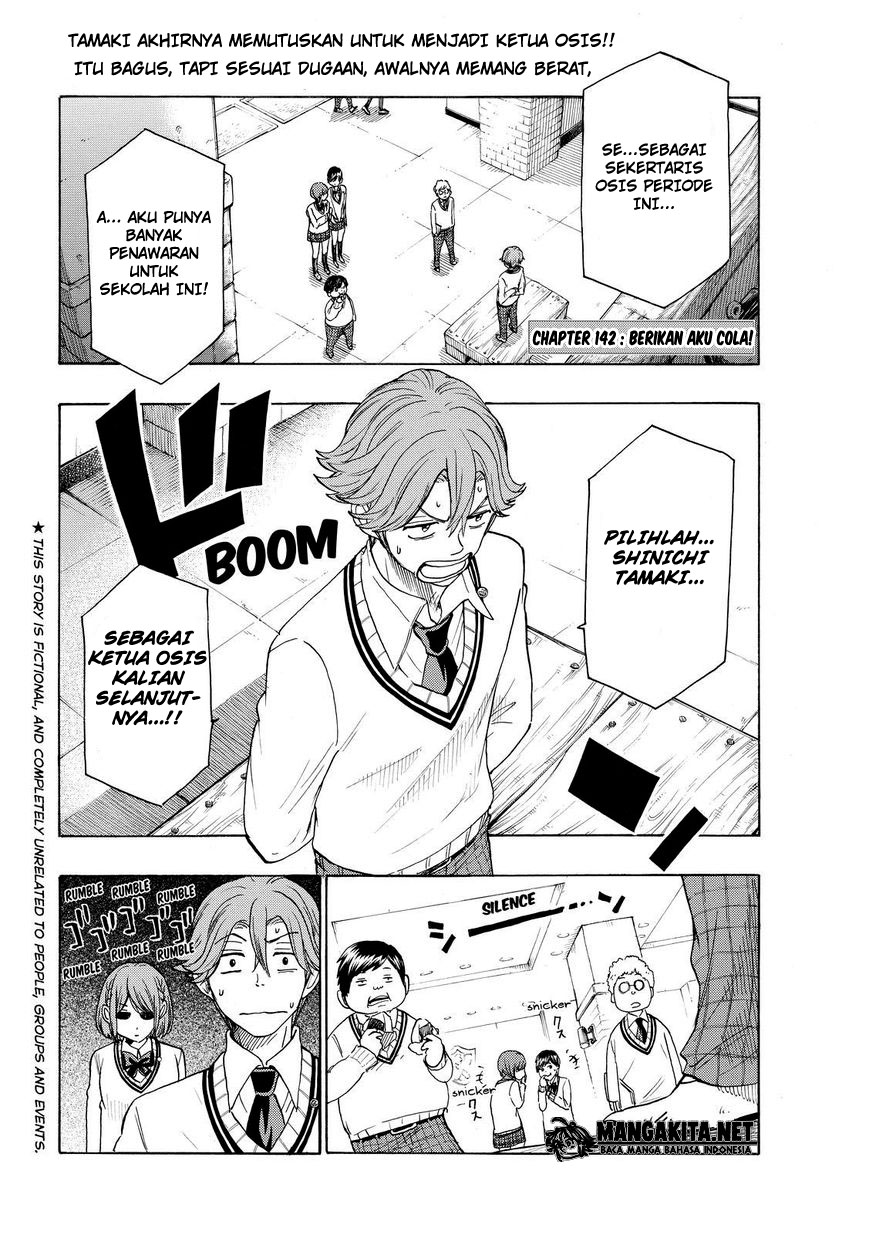 TAMAKI AKHIRNYA MEMUTUSKAN UNTUK MENJADI KETUA OSIS!!
ITU BAGUS, TAPI SESUAI DUGAAN, AWALNYA MEMANG BERAT,
SE...SEBAGAI
SEKERTARIS
OSIS PERIODE
INI...
A... AKU PUNYA
BANYAK
PENAWARAN
UNTUK
SEKOLAH INI!
CHAPTER 142 : BERIKAN AKU COLA!
ド
BOOM
PILIHLAH...
SHINICHI
TAMAKI...
SEBAGAI
KETUA OSIS
KALIAN
SELANJUT-
NYA...!!
★ THIS STORY IS FICTIONAL, AND COMPLETELY UNRELATED TO PEOPLE, GROUPS AND EVENTS.
RUMBLE RUMBLE RUMBLE
ゴゴゴゴゴ
RUMBLE RUMBLE RUMBLE
SILENCE
snicker
クス
snicker
クス
MANGAKITA.NET
BACA MANGA BAHASA INDONESIA